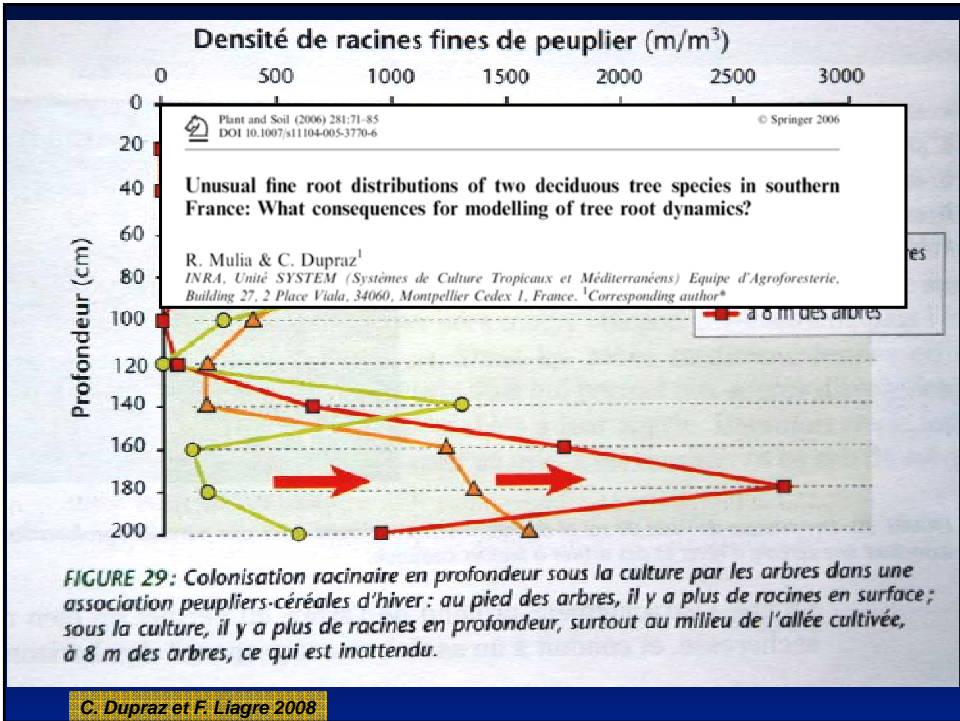 Densité de racines fines de peuplier (m/m³)
0 500 1000 1500 2000 2500 3000
0
20
40
60
80
100
120
140
160
180
200
Profondeur (cm)
Plant and Soil (2006) 281:71–85
DOI 10.1007/s11104-005-3770-6
© Springer 2006
Unusual fine root distributions of two deciduous tree species in southern
France: What consequences for modelling of tree root dynamics?
R. Mulia & C. Dupraz¹
INRA, Unité SYSTEM (Systèmes de Culture Tropicaux et Méditerranéens) Equipe d'Agroforesterie,
Building 27, 2 Place Viala, 34060, Montpellier Cedex 1, France. ¹Corresponding author*
à 8 m des arbres
FIGURE 29 : Colonisation racinaire en profondeur sous la culture par les arbres dans une
association peupliers-céréales d'hiver : au pied des arbres, il y a plus de racines en surface ;
sous la culture, il y a plus de racines en profondeur, surtout au milieu de l'allée cultivée,
à 8 m des arbres, ce qui est inattendu.
C. Dupraz et F. Liagre 2008